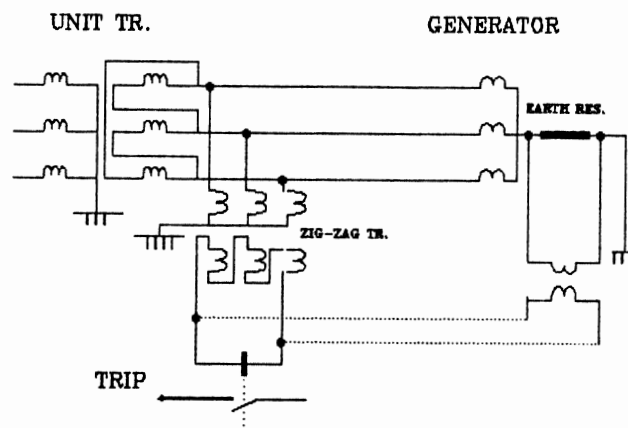 UNIT TR.
GENERATOR
EARTH RES.
ZIG-ZAG TR.
TRIP